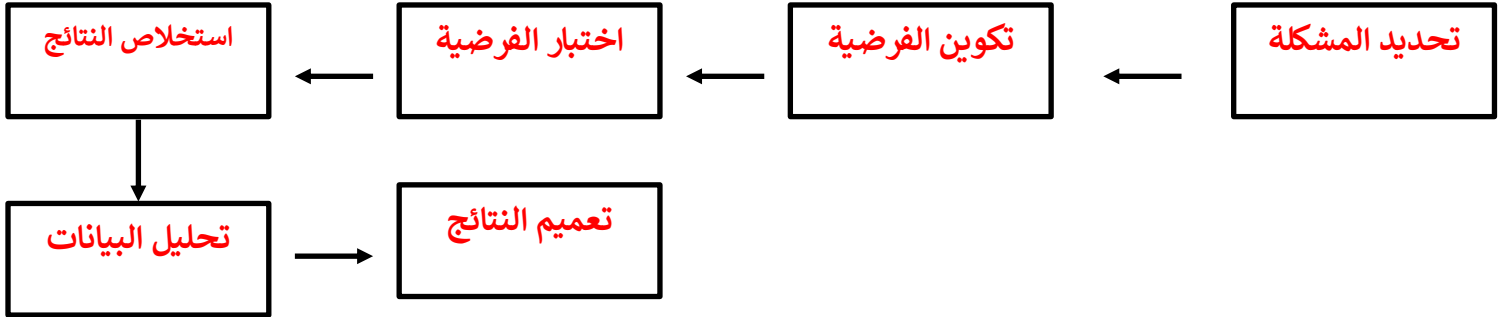 تحديد المشكلة
تكوين الفرضية
اختبار الفرضية
استخلاص النتائج
تحليل البيانات
تعميم النتائج